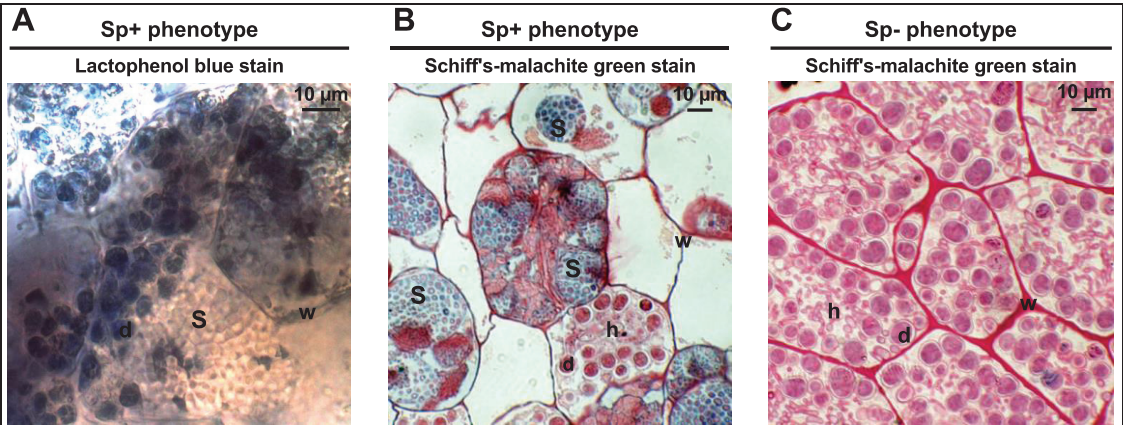 A
Sp+ phenotype
Lactophenol blue stain
10 µm
d
S
w
B
Sp+ phenotype
Schiff's-malachite green stain
10 µm
S
w
S
S
h
d
C
Sp- phenotype
Schiff's-malachite green stain
10 µm
h
w
d